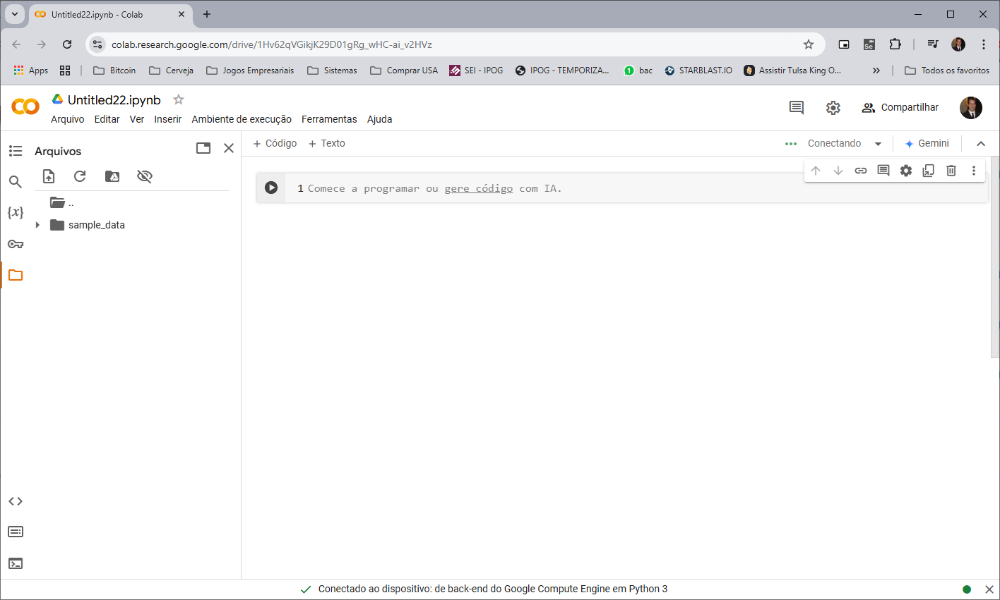 Untitled22.ipynb - Colab
colab.research.google.com/drive/1Hv62qVGikjK29D01gRg_wHC-ai_v2HVz
Se
Apps Bitcoin Cerveja Jogos Empresariais Sistemas Comprar USA SEI - IPOG IPOG - TEMPORIZA... 1 bac STARBLAST.IO Assistir Tulsa King O... Todos os favoritos
Untitled22.ipynb
Arquivo Editar Ver Inserir Ambiente de execução Ferramentas Ajuda
Compartilhar
Arquivos
+ Código + Texto
Conectando
Gemini
..
sample_data
{x}
1 Comece a programar ou gere código com IA.
Conectado ao dispositivo: de back-end do Google Compute Engine em Python 3